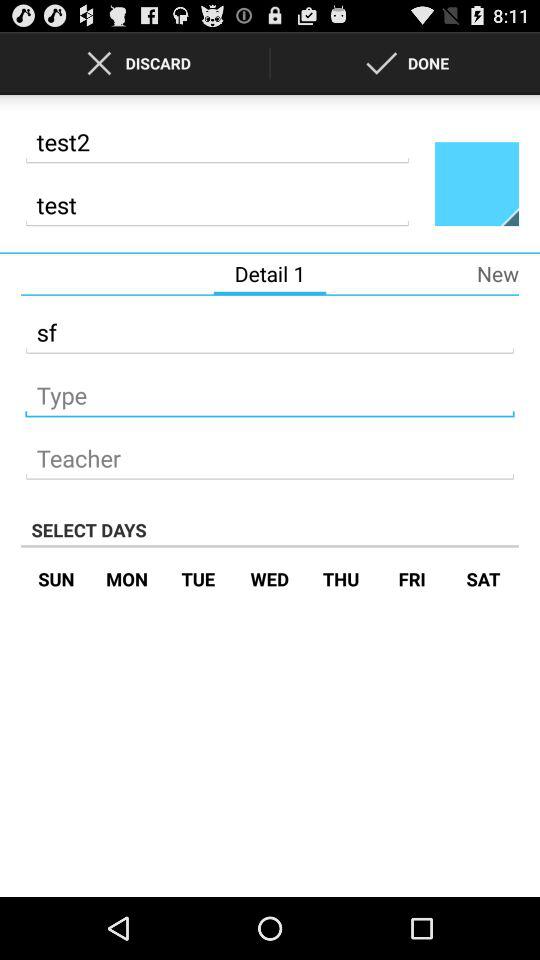 8:11
DISCARD DONE
test2
test
Detail 1 New
sf
Type
Teacher
SELECT DAYS
SUN MON TUE WED THU FRI SAT